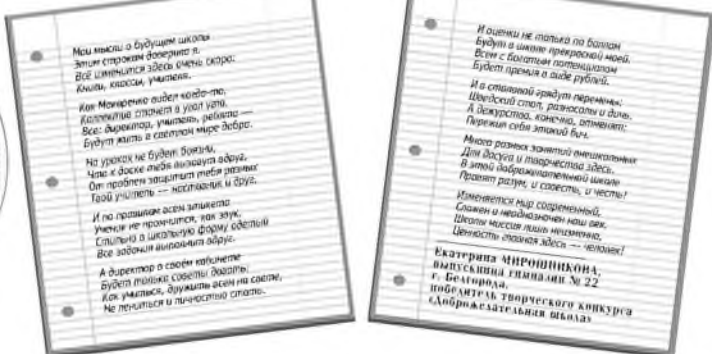 Мои мысли о будущем школы
Этим строкам доверила я.
Всё изменится здесь очень скоро:
Книги, классы, учителя.
Как Макаренко видел когда-то,
Коллектив станет в угол угла.
Все: директор, учитель, ребята —
Будут жить в светлом мире добра.
На уроках не будет боязни,
Что к доске тебя вызовут вдруг,
От проблем защитит тебя разных
Твой учитель — наставник и друг,
И по правилам всем этикета
Ученик не промчится, как звук,
Стильно в школьную форму одетый
Все задания выполнит вдруг.
А директор в своём кабинете
Будет только советы давать:
Как учиться, дружить всем на свете,
Не лениться и личностью стать.
И оценки не только по баллам
Будут в школе прекрасной моей.
Всем с богатым потенциалом
Будет премия в виде рублей.
И в столовой грядут перемены:
Шведский стол, разносолы и дичь.
А дежурства, конечно, отменят:
Пережил себя этакий бич.
Много разных занятий внешкольных
Для досуга и творчества здесь.
В этой доброжелательной школе
Правят разум, и совесть, и честь!
Изменяется мир современный,
Сложен и неоднозначен наш век.
Школы миссия лишь неизменна,
Ценность главная здесь — человек!
Екатерина МИРОШНИКОВА,
выпускница гимназии № 22
г. Белгорода,
победитель творческого конкурса
«Доброжелательная школа»